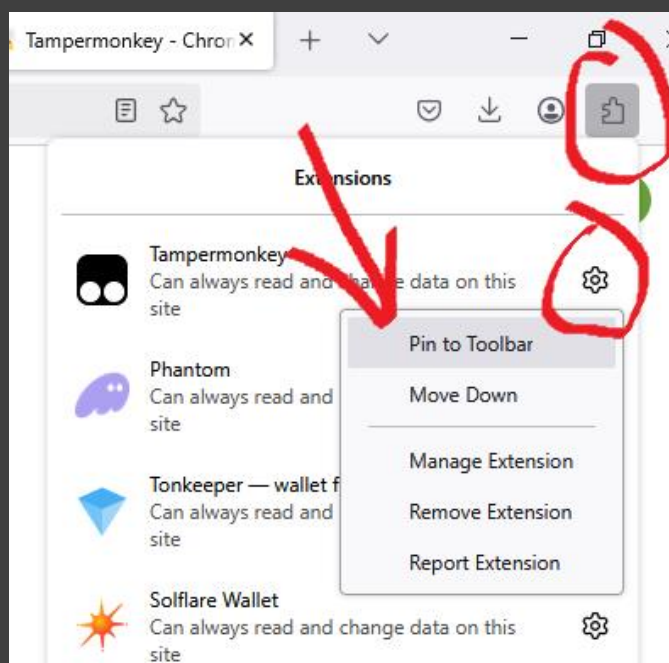 Tampermonkey - Chron
Extensions
Tampermonkey
Can always read and change data on this
site
Pin to Toolbar
Phantom
Can always read and
site
Move Down
Manage Extension
Tonkeeper — wallet f
Can always read and
site
Remove Extension
Report Extension
Solflare Wallet
Can always read and change data on this
site